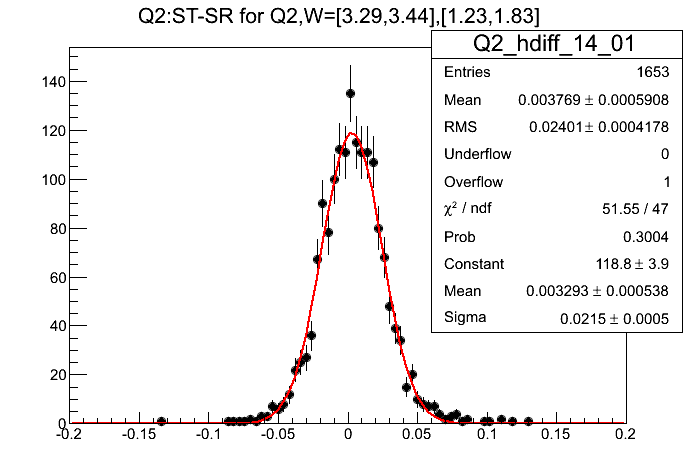 Q2:ST-SR for Q2,W=[3.29,3.44],[1.23,1.83]
Q2_hdiff_14_01
Entries 1653
Mean 0.003769 ± 0.0005908
RMS 0.02401 ± 0.0004178
Underflow 0
Overflow 1
χ² / ndf 51.55 / 47
Prob 0.3004
Constant 118.8 ± 3.9
Mean 0.003293 ± 0.000538
Sigma 0.0215 ± 0.0005
140
120
100
80
60
40
20
0
-0.2 -0.15 -0.1 -0.05 0 0.05 0.1 0.15 0.2